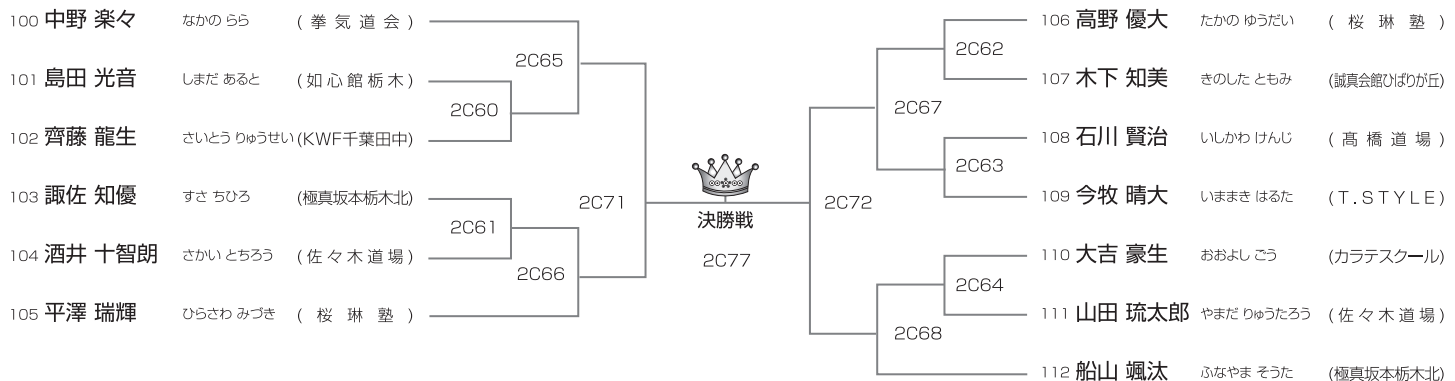 100 中野 楽々 なかの らら (拳気道会)
101 島田 光音 しまだ あると (如心館栃木)
102 齊藤 龍生 さいとう りゅうせい (KWF千葉田中)
103 諏佐 知優 すさ ちひろ (極真坂本栃木北)
104 酒井 十智朗 さかい とちろう (佐々木道場)
105 平澤 瑞輝 ひらさわ みづき (桜琳塾)
2C65
2C60
2C61
2C66
2C71
決勝戦
2C77
2C72
2C62
2C67
2C63
2C64
2C68
106 高野 優大 たかの ゆうだい (桜琳塾)
107 木下 知美 きのした ともみ (誠真会館ひばりが丘)
108 石川 賢治 いしかわ けんじ (髙橋道場)
109 今牧 晴大 いままき はるた (T.STYLE)
110 大吉 豪生 おおよし ごう (カラテスクール)
111 山田 琉太郎 やまだ りゅうたろう (佐々木道場)
112 船山 颯汰 ふなやま そうた (極真坂本栃木北)